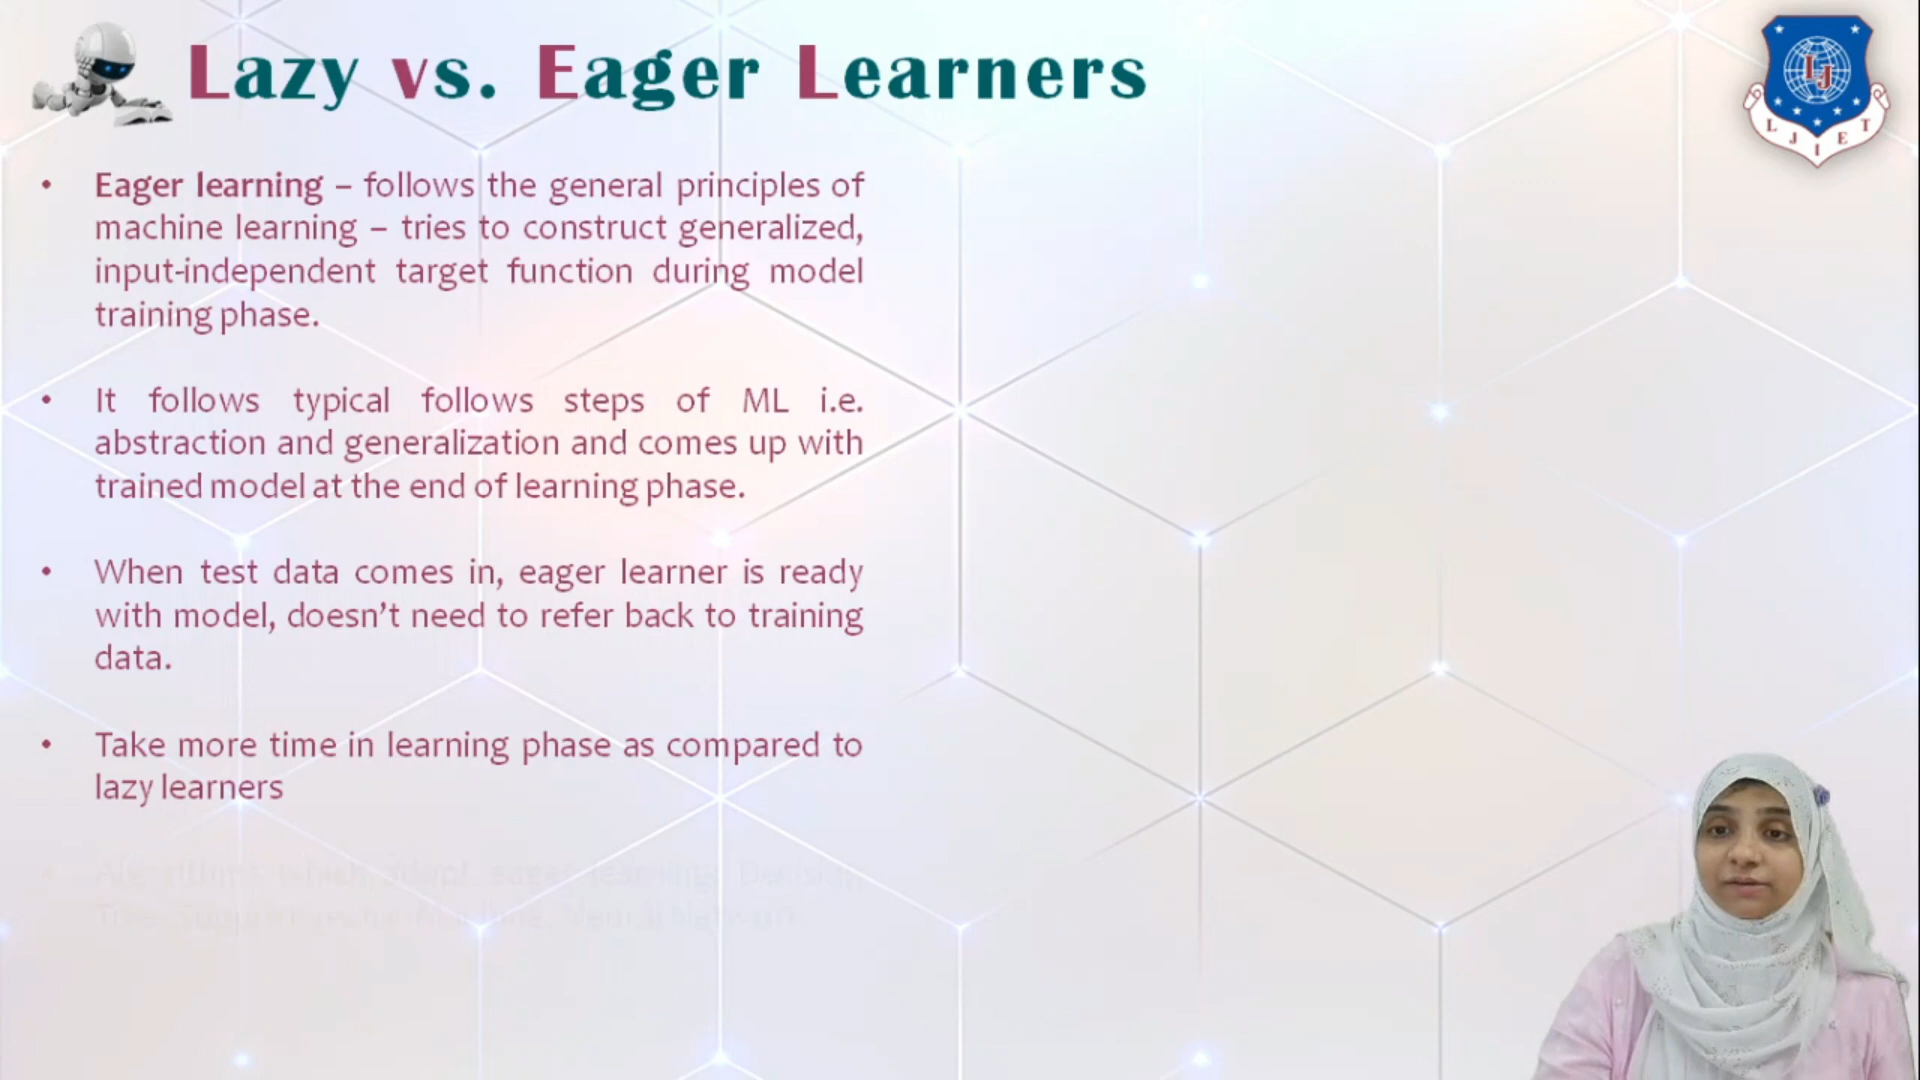 Lazy vs. Eager Learners
LJIET
• Eager learning – follows the general principles of
machine learning – tries to construct generalized,
input-independent target function during model
training phase.
• It follows typical follows steps of ML i.e.
abstraction and generalization and comes up with
trained model at the end of learning phase.
• When test data comes in, eager learner is ready
with model, doesn't need to refer back to training
data.
• Take more time in learning phase as compared to
lazy learners